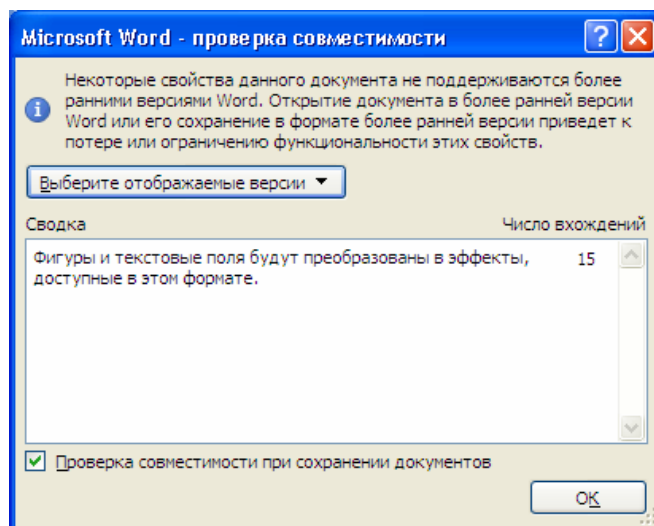 Microsoft Word - проверка совместимости
Некоторые свойства данного документа не поддерживаются более
ранними версиями Word. Открытие документа в более ранней версии
Word или его сохранение в формате более ранней версии приведет к
потере или ограничению функциональности этих свойств.
Выберите отображаемые версии
Сводка Число вхождений
Фигуры и текстовые поля будут преобразованы в эффекты, 15
доступные в этом формате.
Проверка совместимости при сохранении документов
ОК